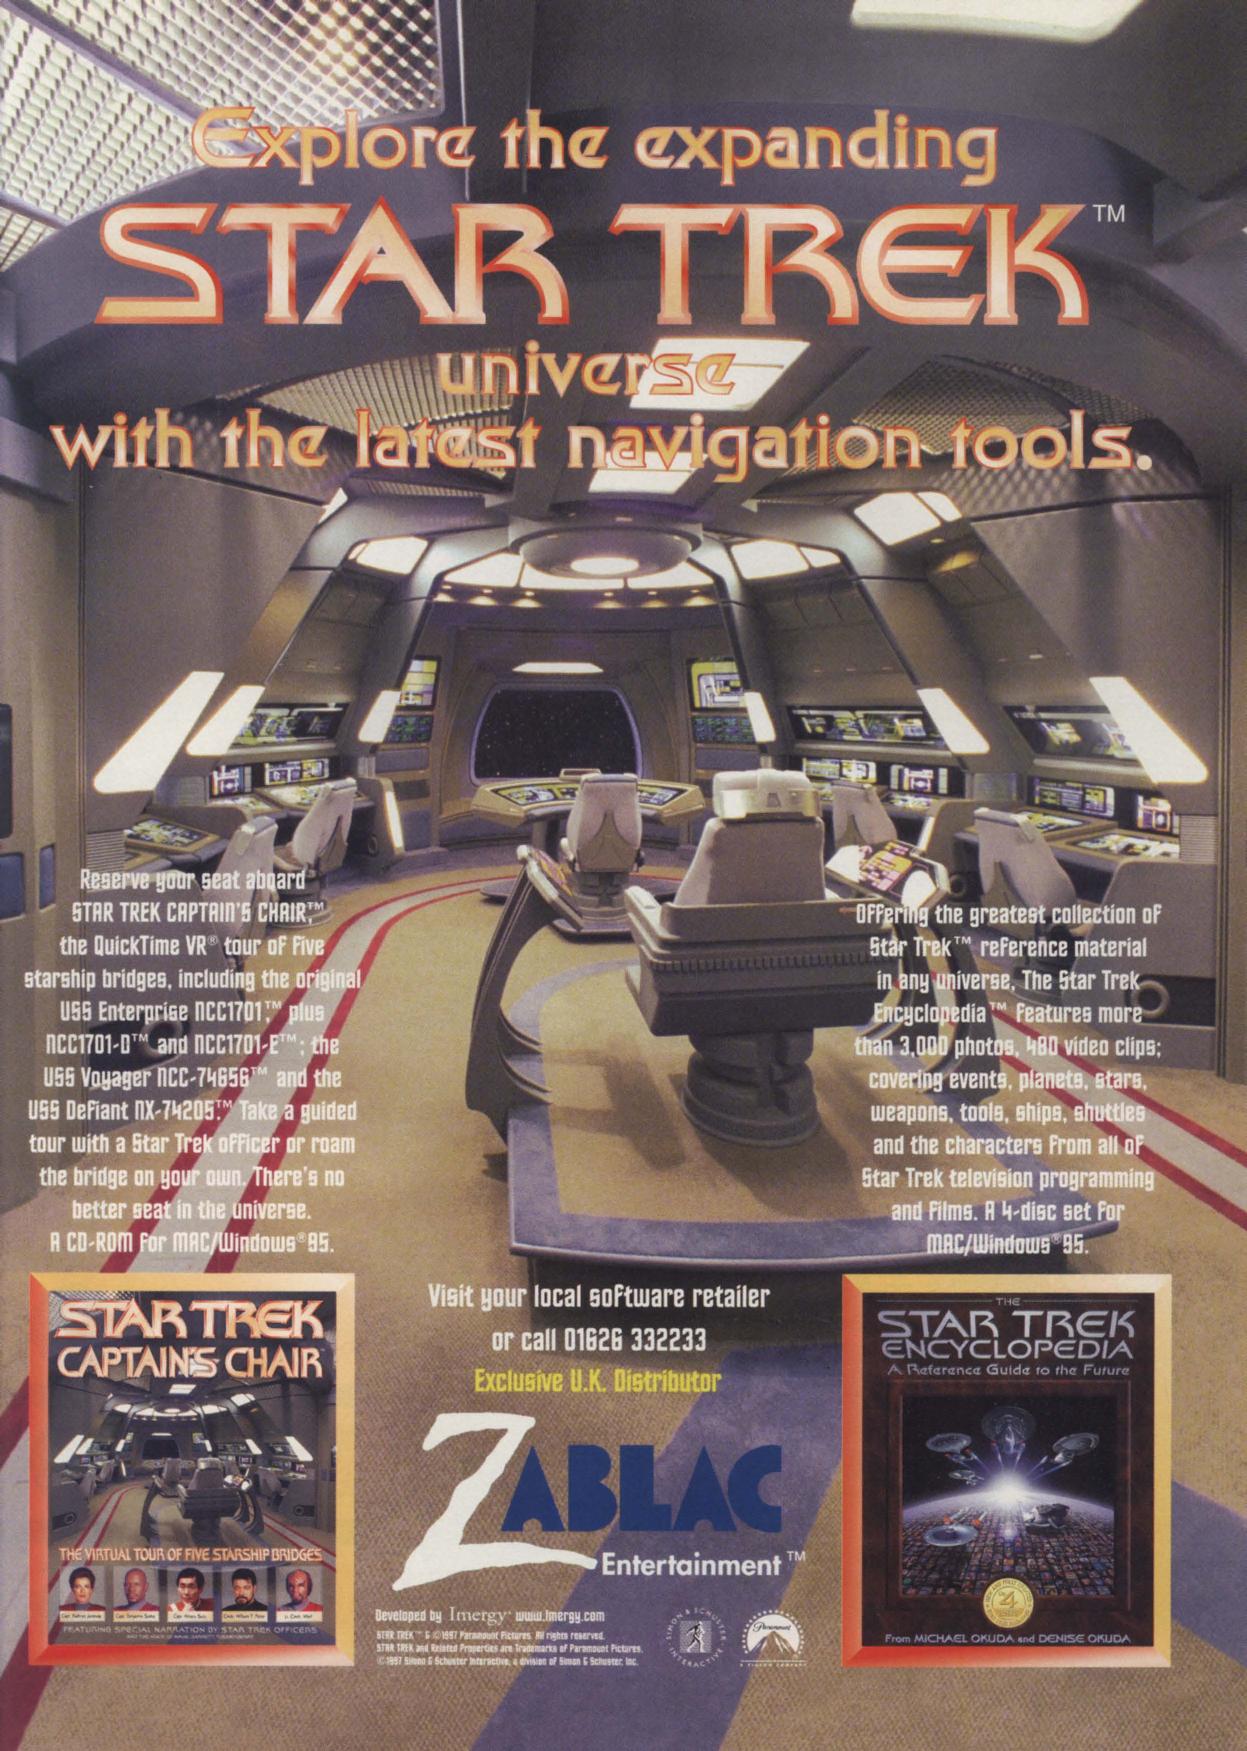 Explore the expanding
STAR TREK™
universe
with the latest navigation tools.
Reserve your seat aboard
STAR TREK CAPTAIN'S CHAIR,™
the QuickTime VR® tour of five
starship bridges, including the original
USS Enterprise NCC1701,™ plus
NCC1701-D™ and NCC1701-E™; the
USS Voyager NCC-74656™ and the
USS Defiant NX-74205.™ Take a guided
tour with a Star Trek officer or roam
the bridge on your own. There's no
better seat in the universe.
A CD-ROM for MAC/Windows®95.
Offering the greatest collection of
Star Trek™ reference material
in any universe, The Star Trek
Encyclopedia™ features more
than 3,000 photos, 480 video clips;
covering events, planets, stars,
weapons, tools, ships, shuttles
and the characters from all of
Star Trek television programming
and films. A 4-disc set for
MAC/Windows®95.
STAR TREK
CAPTAIN'S CHAIR
THE VIRTUAL TOUR OF FIVE STARSHIP BRIDGES
FEATURING SPECIAL NARRATION BY STAR TREK OFFICERS
Visit your local software retailer
or call 01626 332233
Exclusive U.K. Distributor
ZABLAC
Entertainment™
Developed by Imergy www.Imergy.com
STAR TREK™ & ©1997 Paramount Pictures. All rights reserved.
STAR TREK and Related Properties are Trademarks of Paramount Pictures.
©1997 Simon & Schuster Interactive, a division of Simon & Schuster, Inc.
SIMON & SCHUSTER
INTERACTIVE
Paramount
THE
STAR TREK
ENCYCLOPEDIA
A Reference Guide to the Future
4
From MICHAEL OKUDA and DENISE OKUDA